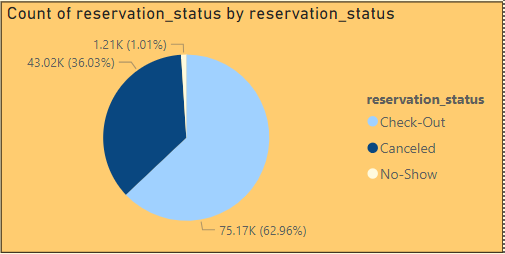 Count of reservation_status by reservation_status
1.21K (1.01%)
43.02K (36.03%)
reservation_status
Check-Out
Canceled
No-Show
75.17K (62.96%)